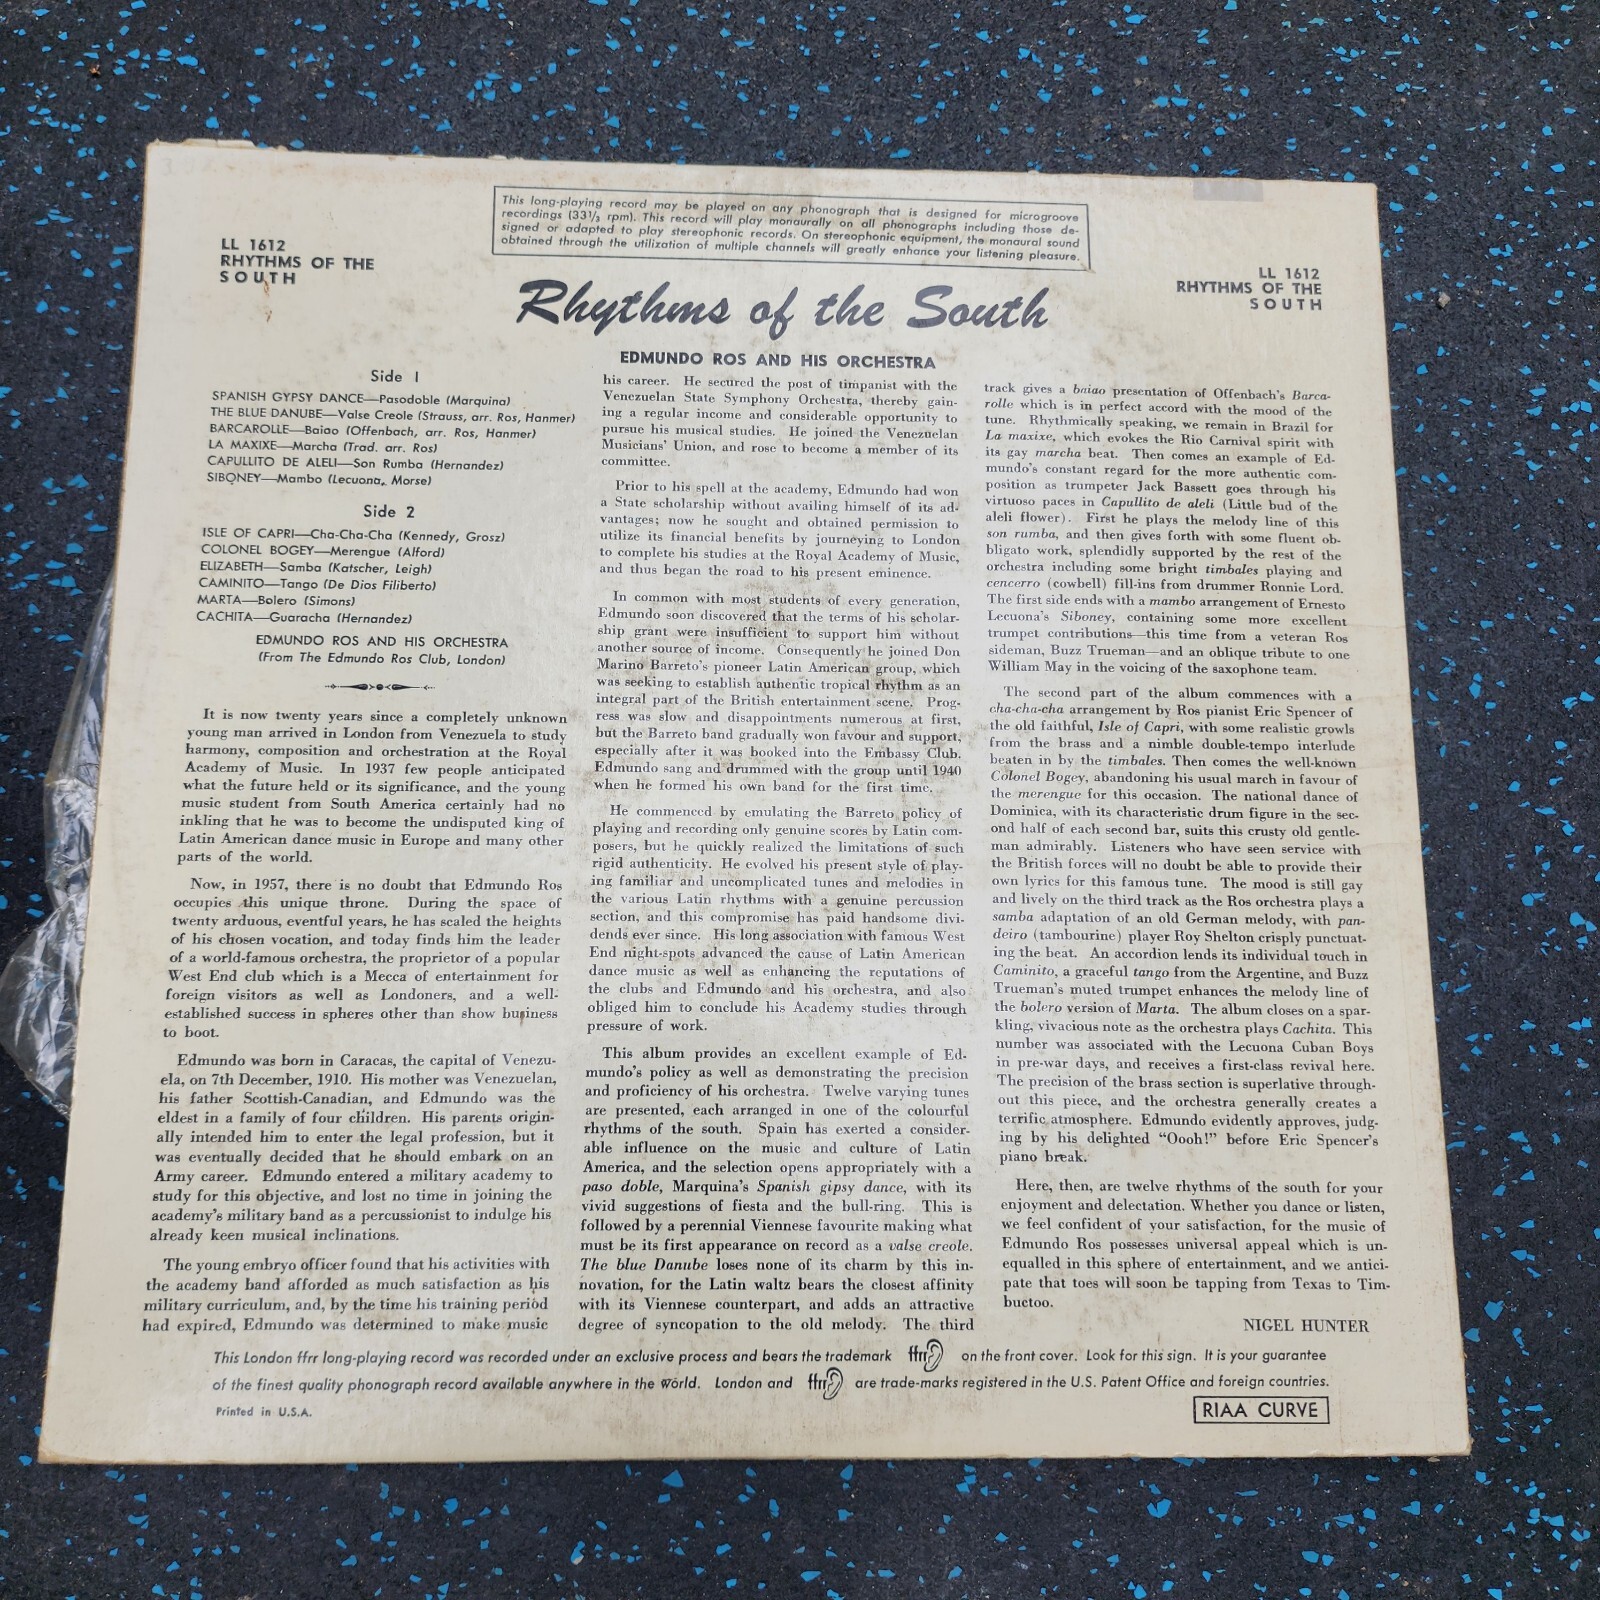 This long-playing record may be played on any phonograph that is designed for microgroove
recordings (33⅓ rpm). This record will play monaurally on all phonographs including those de-
signed or adapted to play stereophonic records. On stereophonic equipment, the monaural sound
obtained through the utilization of multiple channels will greatly enhance your listening pleasure.
LL 1612
RHYTHMS OF THE
SOUTH
LL 1612
RHYTHMS OF THE
SOUTH
Rhythms of the South
EDMUNDO ROS AND HIS ORCHESTRA
Side 1
SPANISH GYPSY DANCE—Pasodoble (Marquina)
THE BLUE DANUBE—Valse Creole (Strauss, arr. Ros, Hanmer)
BARCAROLLE—Baiao (Offenbach, arr. Ros, Hanmer)
LA MAXIXE—Marcha (Trad. arr. Ros)
CAPULLITO DE ALELI—Son Rumba (Hernandez)
SIBONEY—Mambo (Lecuona, Morse)
Side 2
ISLE OF CAPRI—Cha-Cha-Cha (Kennedy, Grosz)
COLONEL BOGEY—Merengue (Alford)
ELIZABETH—Samba (Katscher, Leigh)
CAMINITO—Tango (De Dios Filiberto)
MARTA—Bolero (Simons)
CACHITA—Guaracha (Hernandez)
EDMUNDO ROS AND HIS ORCHESTRA
(From The Edmundo Ros Club, London)
It is now twenty years since a completely unknown
young man arrived in London from Venezuela to study
harmony, composition and orchestration at the Royal
Academy of Music. In 1937 few people anticipated
what the future held or its significance, and the young
music student from South America certainly had no
inkling that he was to become the undisputed king of
Latin American dance music in Europe and many other
parts of the world.
Now, in 1957, there is no doubt that Edmundo Ros
occupies this unique throne. During the space of
twenty arduous, eventful years, he has scaled the heights
of his chosen vocation, and today finds him the leader
of a world-famous orchestra, the proprietor of a popular
West End club which is a Mecca of entertainment for
foreign visitors as well as Londoners, and a well-
established success in spheres other than show business
to boot.
Edmundo was born in Caracas, the capital of Venezu-
ela, on 7th December, 1910. His mother was Venezuelan,
his father Scottish-Canadian, and Edmundo was the
eldest in a family of four children. His parents origin-
ally intended him to enter the legal profession, but it
was eventually decided that he should embark on an
Army career. Edmundo entered a military academy to
study for this objective, and lost no time in joining the
academy's military band as a percussionist to indulge his
already keen musical inclinations.
The young embryo officer found that his activities with
the academy band afforded as much satisfaction as his
military curriculum, and, by the time his training period
had expired, Edmundo was determined to make music
his career. He secured the post of timpanist with the
Venezuelan State Symphony Orchestra, thereby gain-
ing a regular income and considerable opportunity to
pursue his musical studies. He joined the Venezuelan
Musicians' Union, and rose to become a member of its
committee.
Prior to his spell at the academy, Edmundo had won
a State scholarship without availing himself of its ad-
vantages; now he sought and obtained permission to
utilize its financial benefits by journeying to London
to complete his studies at the Royal Academy of Music,
and thus began the road to his present eminence.
In common with most students of every generation,
Edmundo soon discovered that the terms of his scholar-
ship grant were insufficient to support him without
another source of income. Consequently he joined Don
Marino Barreto's pioneer Latin American group, which
was seeking to establish authentic tropical rhythm as an
integral part of the British entertainment scene. Prog-
ress was slow and disappointments numerous at first,
but the Barreto band gradually won favour and support,
especially after it was booked into the Embassy Club.
Edmundo sang and drummed with the group until 1940
when he formed his own band for the first time.
He commenced by emulating the Barreto policy of
playing and recording only genuine scores by Latin com-
posers, but he quickly realized the limitations of such
rigid authenticity. He evolved his present style of play-
ing familiar and uncomplicated tunes and melodies in
the various Latin rhythms with a genuine percussion
section, and this compromise has paid handsome divi-
dends ever since. His long association with famous West
End night-spots advanced the cause of Latin American
dance music as well as enhancing the reputations of
the clubs and Edmundo and his orchestra, and also
obliged him to conclude his Academy studies through
pressure of work.
This album provides an excellent example of Ed-
mundo's policy as well as demonstrating the precision
and proficiency of his orchestra. Twelve varying tunes
are presented, each arranged in one of the colourful
rhythms of the south. Spain has exerted a consider-
able influence on the music and culture of Latin
America, and the selection opens appropriately with a
paso doble, Marquina's Spanish gipsy dance, with its
vivid suggestions of fiesta and the bull-ring. This is
followed by a perennial Viennese favourite making what
must be its first appearance on record as a valse creole.
The blue Danube loses none of its charm by this in-
novation, for the Latin waltz bears the closest affinity
with its Viennese counterpart, and adds an attractive
degree of syncopation to the old melody. The third
track gives a baiao presentation of Offenbach's Barca-
rolle which is in perfect accord with the mood of the
tune. Rhythmically speaking, we remain in Brazil for
La maxixe, which evokes the Rio Carnival spirit with
its gay marcha beat. Then comes an example of Ed-
mundo's constant regard for the more authentic com-
position as trumpeter Jack Bassett goes through his
virtuoso paces in Capullito de aleli (Little bud of the
aleli flower). First he plays the melody line of this
son rumba, and then gives forth with some fluent ob-
bligato work, splendidly supported by the rest of the
orchestra including some bright timbales playing and
cencerro (cowbell) fill-ins from drummer Ronnie Lord.
The first side ends with a mambo arrangement of Ernesto
Lecuona's Siboney, containing some more excellent
trumpet contributions—this time from a veteran Ros
sideman, Buzz Trueman—and an oblique tribute to one
William May in the voicing of the saxophone team.
The second part of the album commences with a
cha-cha-cha arrangement by Ros pianist Eric Spencer of
the old faithful, Isle of Capri, with some realistic growls
from the brass and a nimble double-tempo interlude
beaten in by the timbales. Then comes the well-known
Colonel Bogey, abandoning his usual march in favour of
the merengue for this occasion. The national dance of
Dominica, with its characteristic drum figure in the sec-
ond half of each second bar, suits this crusty old gentle-
man admirably. Listeners who have seen service with
the British forces will no doubt be able to provide their
own lyrics for this famous tune. The mood is still gay
and lively on the third track as the Ros orchestra plays a
samba adaptation of an old German melody, with pan-
deiro (tambourine) player Roy Shelton crisply punctuat-
ing the beat. An accordion lends its individual touch in
Caminito, a graceful tango from the Argentine, and Buzz
Trueman's muted trumpet enhances the melody line of
the bolero version of Marta. The album closes on a spar-
kling, vivacious note as the orchestra plays Cachita. This
number was associated with the Lecuona Cuban Boys
in pre-war days, and receives a first-class revival here.
The precision of the brass section is superlative through-
out this piece, and the orchestra generally creates a
terrific atmosphere. Edmundo evidently approves, judg-
ing by his delighted "Oooh!" before Eric Spencer's
piano break.
Here, then, are twelve rhythms of the south for your
enjoyment and delectation. Whether you dance or listen,
we feel confident of your satisfaction, for the music of
Edmundo Ros possesses universal appeal which is un-
equalled in this sphere of entertainment, and we antici-
pate that toes will soon be tapping from Texas to Tim-
buctoo.
NIGEL HUNTER
This London ffrr long-playing record was recorded under an exclusive process and bears the trademark ffrr on the front cover. Look for this sign. It is your guarantee
of the finest quality phonograph record available anywhere in the world. London and ffrr are trade-marks registered in the U.S. Patent Office and foreign countries.
Printed in U.S.A.
RIAA CURVE